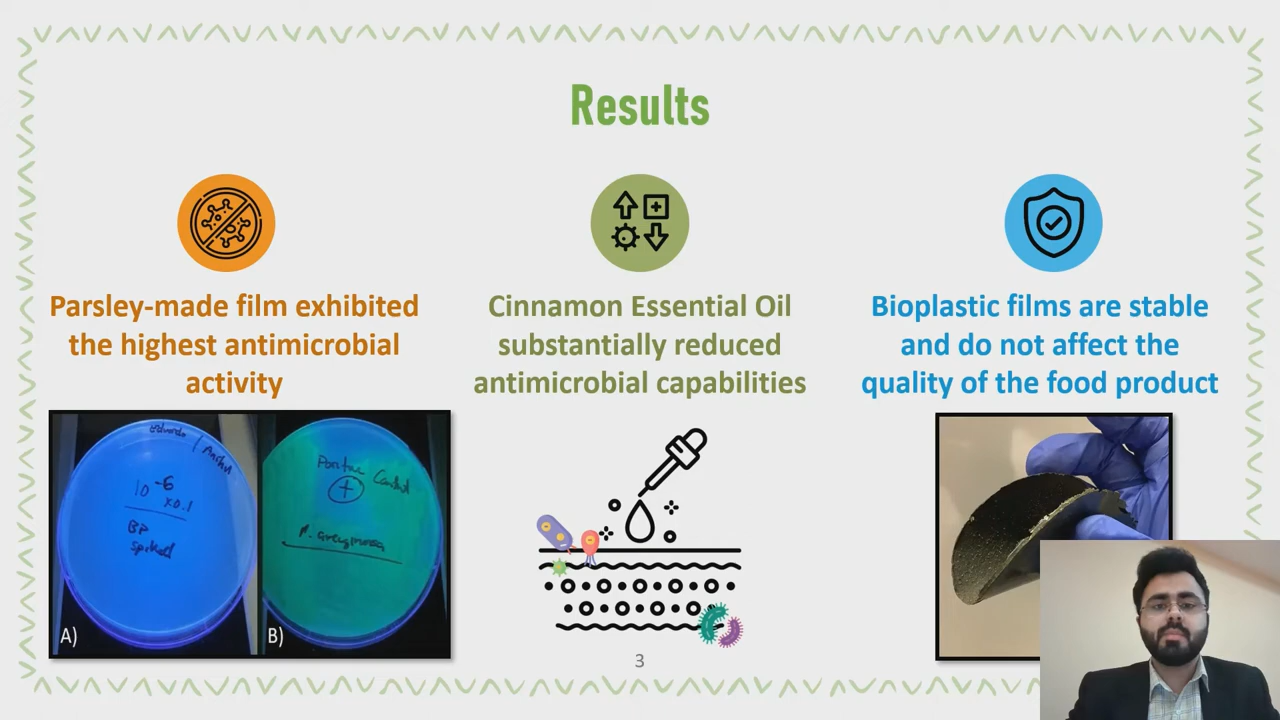 Results
Parsley-made film exhibited
the highest antimicrobial
activity
Cinnamon Essential Oil
substantially reduced
antimicrobial capabilities
Bioplastic films are stable
and do not affect the
quality of the food product
10⁻⁶
x0.1
BP
Spiked
A)
Positive Control
+
B)
3